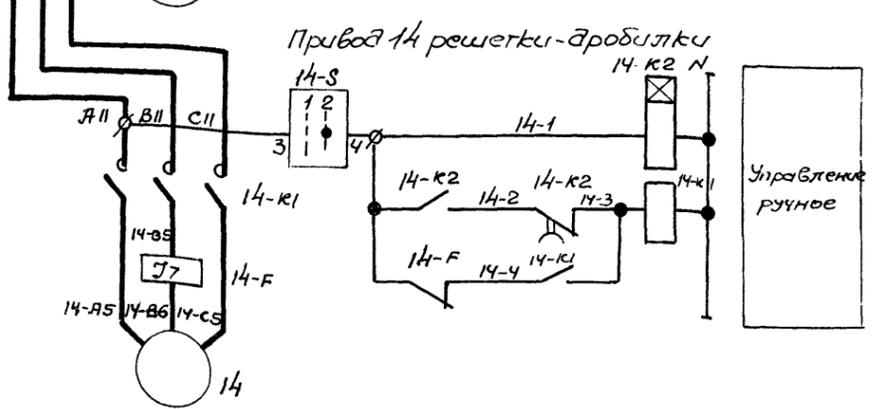 Привод 14 решетки-дробилки
14-S
14-K2
N
1 2
A11
B11
C11
3
4
14-1
14-K1
14-K2
14-2
14-K2
14-3
14-K1
Управление
ручное
14-B5
14-F
14-F
14-4
14-K1
14-A5
14-B6
14-C5
14